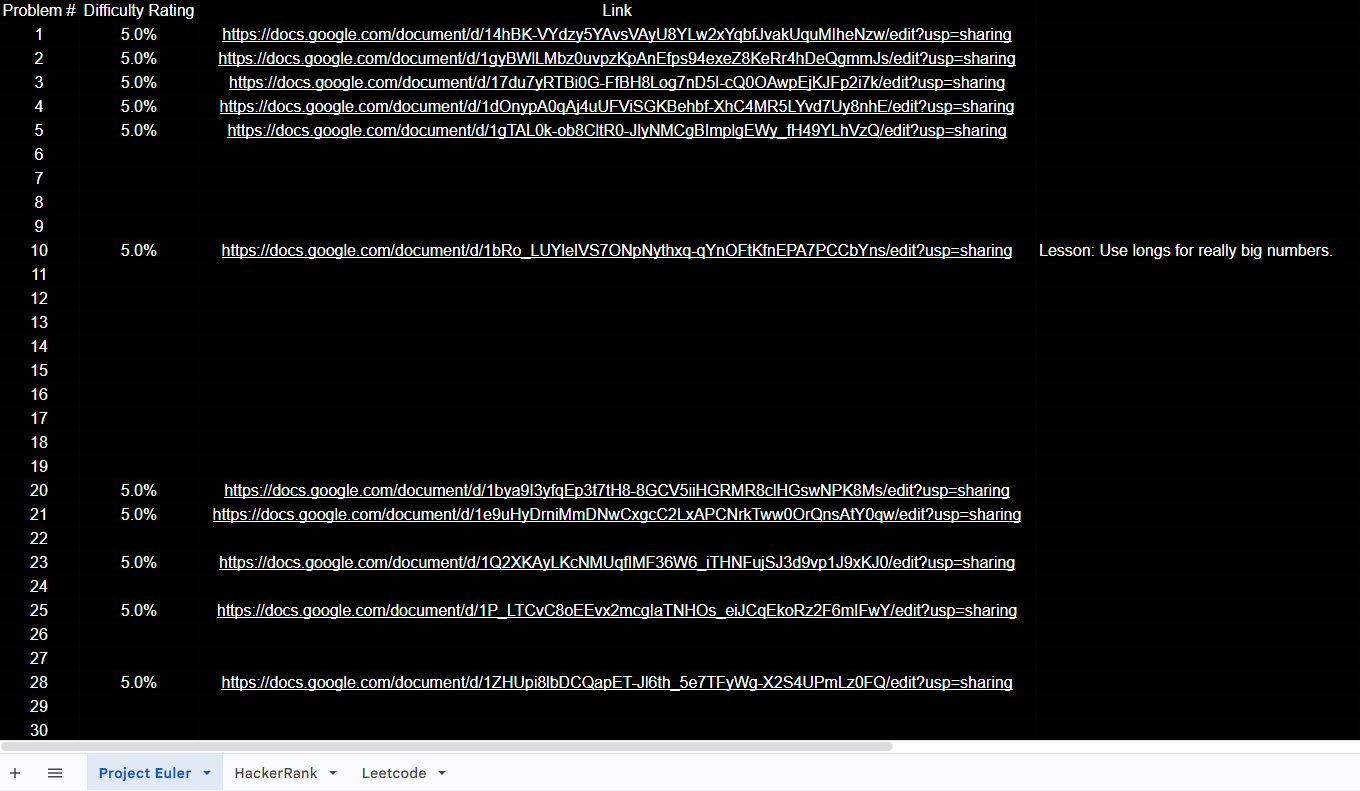 Problem # Difficulty Rating Link
1 5.0% https://docs.google.com/document/d/14hBK-VYdzy5YAvsVAyU8YLw2xYqbfJvakUquMlheNzw/edit?usp=sharing
2 5.0% https://docs.google.com/document/d/1gyBWlLMbz0uvpzKpAnEfps94exeZ8KeRr4hDeQgmmJs/edit?usp=sharing
3 5.0% https://docs.google.com/document/d/17du7yRTBi0G-FfBH8Log7nD5l-cQ0OAwpEjKJFp2i7k/edit?usp=sharing
4 5.0% https://docs.google.com/document/d/1dOnypA0qAj4uUFViSGKBehbf-XhC4MR5LYvd7Uy8nhE/edit?usp=sharing
5 5.0% https://docs.google.com/document/d/1gTAL0k-ob8CltR0-JlyNMCgBImplgEWy_fH49YLhVzQ/edit?usp=sharing
6
7
8
9
10 5.0% https://docs.google.com/document/d/1bRo_LUYIeIVS7ONpNythxq-qYnOFtKfnEPA7PCCbYns/edit?usp=sharing Lesson: Use longs for really big numbers.
11
12
13
14
15
16
17
18
19
20 5.0% https://docs.google.com/document/d/1bya9I3yfqEp3t7tH8-8GCV5iiHGRMR8clHGswNPK8Ms/edit?usp=sharing
21 5.0% https://docs.google.com/document/d/1e9uHyDrniMmDNwCxgcC2LxAPCNrkTww0OrQnsAfY0qw/edit?usp=sharing
22
23 5.0% https://docs.google.com/document/d/1Q2XKAyLKcNMUqflMF36W6_iTHNFujSJ3d9vp1J9xKJ0/edit?usp=sharing
24
25 5.0% https://docs.google.com/document/d/1P_LTCvC8oEEvx2mcglaTNHOs_eiJCqEkoRz2F6mIFwY/edit?usp=sharing
26
27
28 5.0% https://docs.google.com/document/d/1ZHUpi8lbDCQapET-Jl6th_5e7TFyWg-X2S4UPmLz0FQ/edit?usp=sharing
29
30
Project Euler HackerRank Leetcode